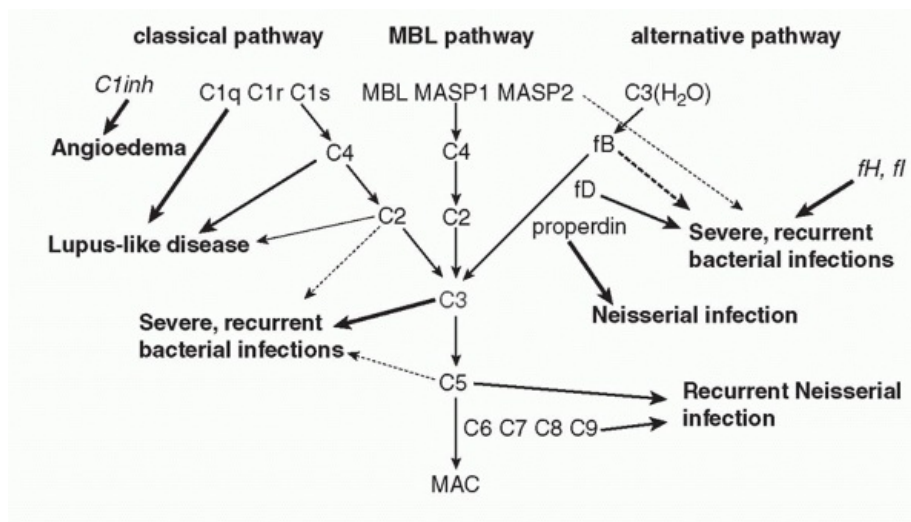 classical pathway
MBL pathway
alternative pathway
C1inh
C1q C1r C1s
MBL MASP1 MASP2
C3(H₂O)
Angioedema
C4
C4
fB
fH, fI
fD
C2
C2
properdin
Lupus-like disease
Severe, recurrent
bacterial infections
C3
Neisserial infection
Severe, recurrent
bacterial infections
C5
Recurrent Neisserial
infection
C6 C7 C8 C9
MAC